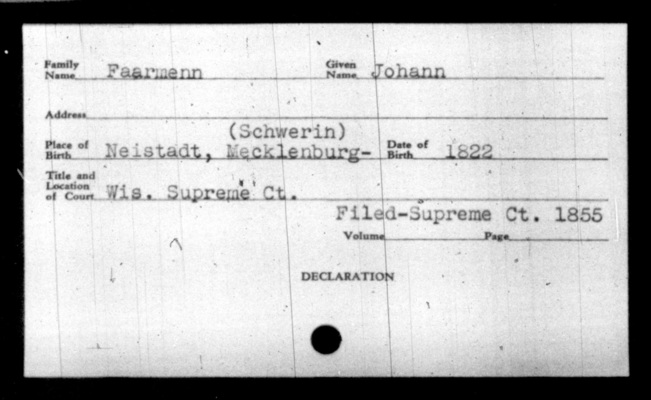 Family Name Faarmenn Given Name Johann
Address
(Schwerin)
Place of Birth Neistadt, Mecklenburg- Date of Birth 1822
Title and Location of Court Wis. Supreme Ct.
Filed-Supreme Ct. 1855
Volume Page
DECLARATION